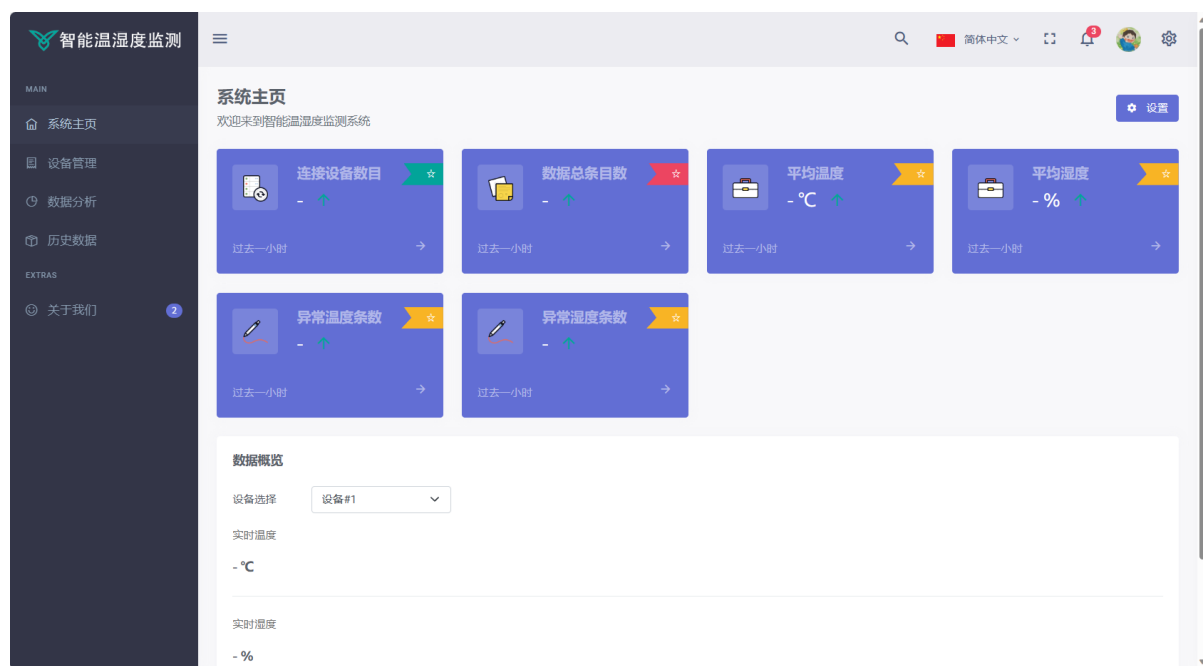 智能温湿度监测
简体中文
3
MAIN
系统主页
设备管理
数据分析
历史数据
EXTRAS
关于我们 2
系统主页
欢迎来到智能温湿度监测系统
设置
连接设备数目
-
过去一小时
数据总条目数
-
过去一小时
平均温度
- ℃
过去一小时
平均湿度
- %
过去一小时
异常温度条数
-
过去一小时
异常湿度条数
-
过去一小时
数据概览
设备选择 设备#1
实时温度
- ℃
实时湿度
- %